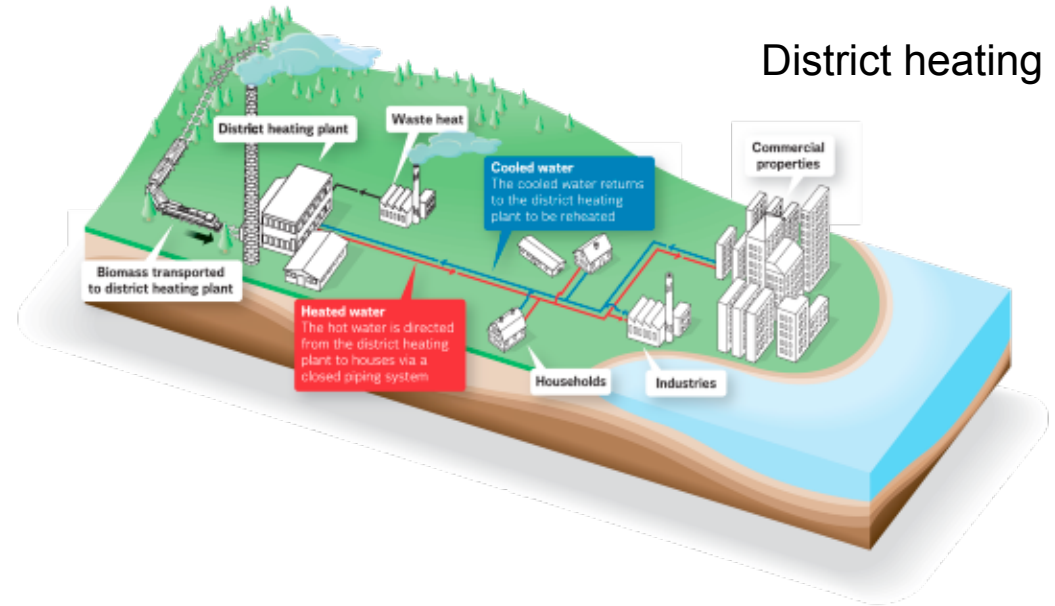 District heating
District heating plant
Waste heat
Commercial
properties
Cooled water
The cooled water returns
to the district heating
plant to be reheated
Biomass transported
to district heating plant
Heated water
The hot water is directed
from the district heating
plant to houses via a
closed piping system
Households
Industries